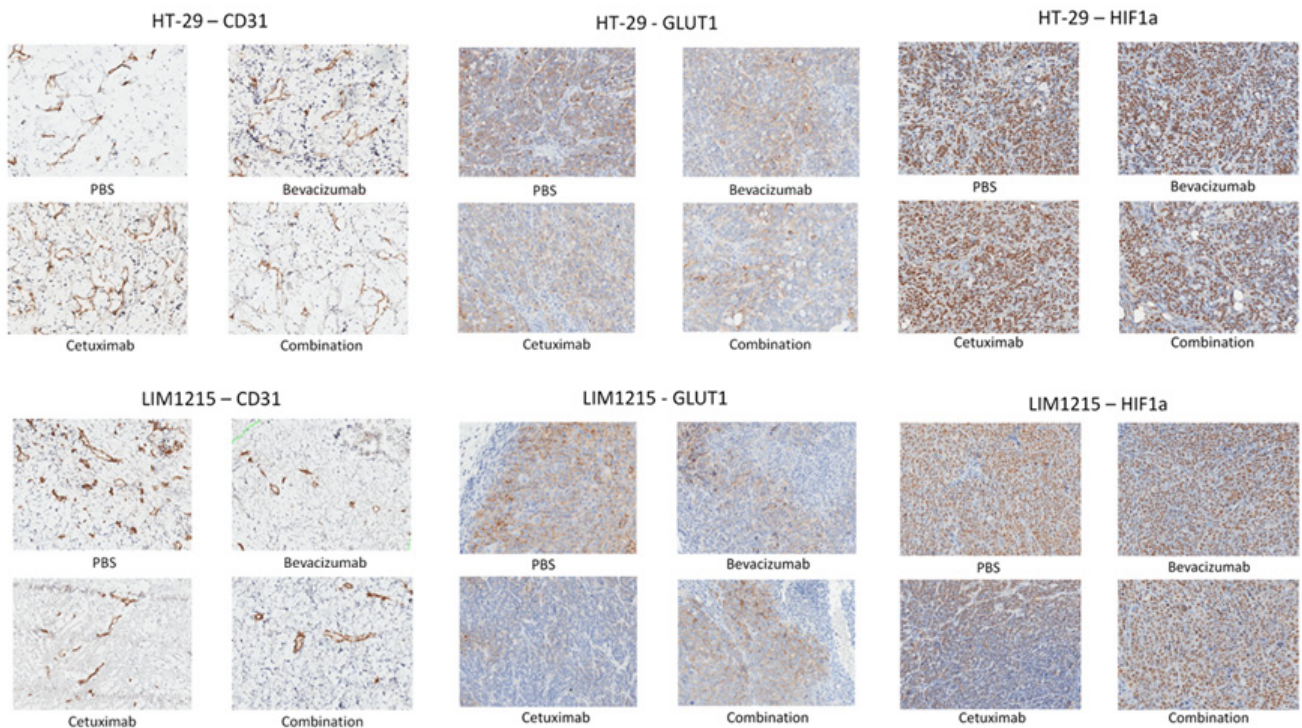 HT-29 – CD31
PBS
Bevacizumab
Cetuximab
Combination
HT-29 - GLUT1
PBS
Bevacizumab
Cetuximab
Combination
HT-29 – HIF1a
PBS
Bevacizumab
Cetuximab
Combination
LIM1215 – CD31
PBS
Bevacizumab
Cetuximab
Combination
LIM1215 - GLUT1
PBS
Bevacizumab
Cetuximab
Combination
LIM1215 – HIF1a
PBS
Bevacizumab
Cetuximab
Combination